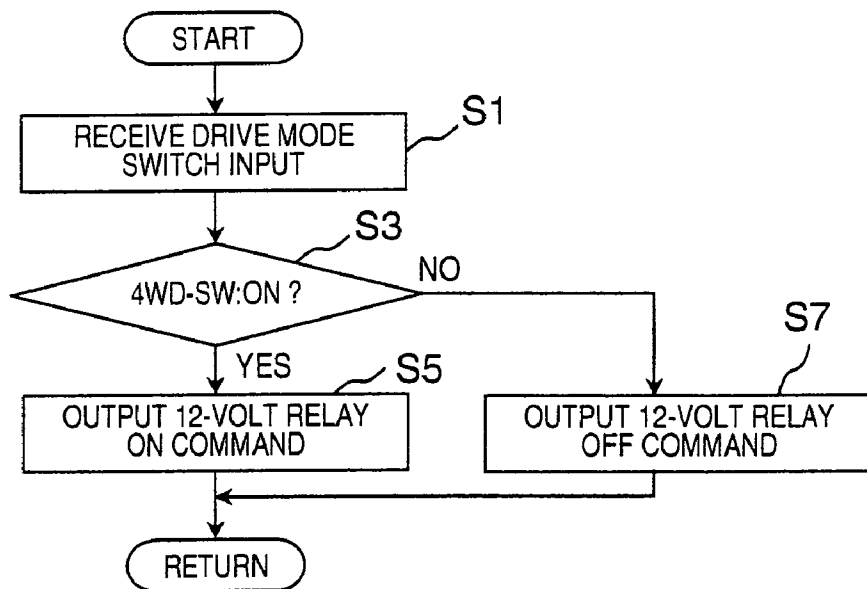 START
S1
RECEIVE DRIVE MODE
SWITCH INPUT
S3
4WD-SW:ON ?
NO
YES
S5
OUTPUT 12-VOLT RELAY
ON COMMAND
S7
OUTPUT 12-VOLT RELAY
OFF COMMAND
RETURN